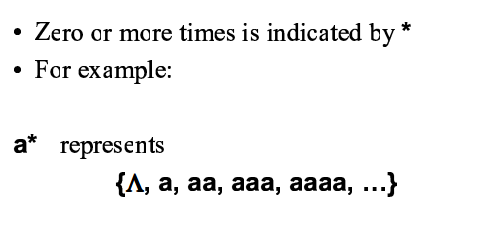 • Zero or more times is indicated by *
• For example:
a* represents
{Λ, a, aa, aaa, aaaa, …}